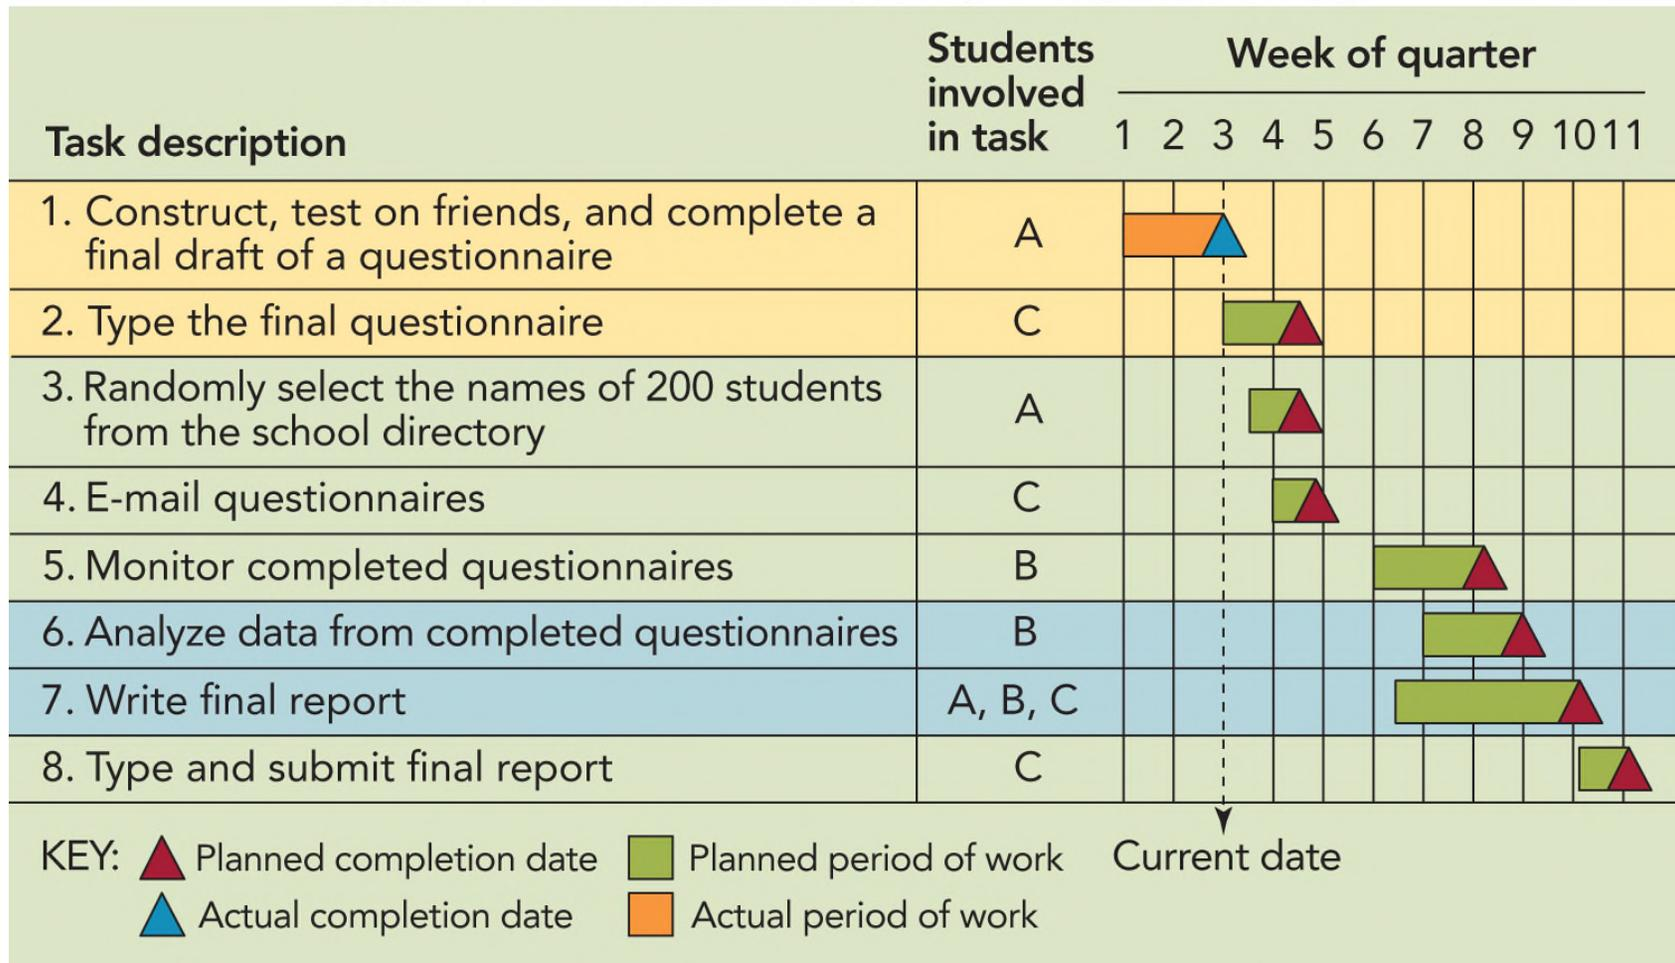 Students
involved
in task
Week of quarter
Task description
1 2 3 4 5 6 7 8 9 10 11
1. Construct, test on friends, and complete a
final draft of a questionnaire
A
2. Type the final questionnaire
C
3. Randomly select the names of 200 students
from the school directory
A
4. E-mail questionnaires
C
5. Monitor completed questionnaires
B
6. Analyze data from completed questionnaires
B
7. Write final report
A, B, C
8. Type and submit final report
C
KEY:
Planned completion date
Planned period of work
Current date
Actual completion date
Actual period of work